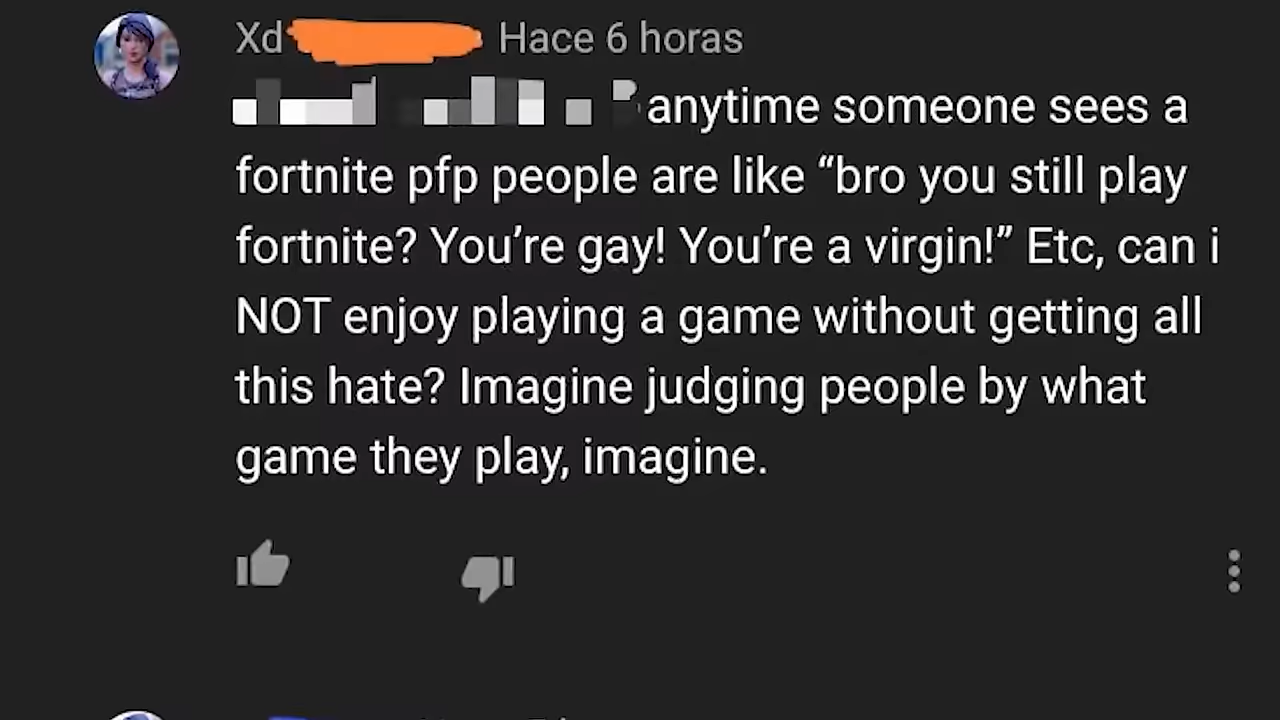 Xd Hace 6 horas
anytime someone sees a
fortnite pfp people are like “bro you still play
fortnite? You’re gay! You’re a virgin!” Etc, can i
NOT enjoy playing a game without getting all
this hate? Imagine judging people by what
game they play, imagine.